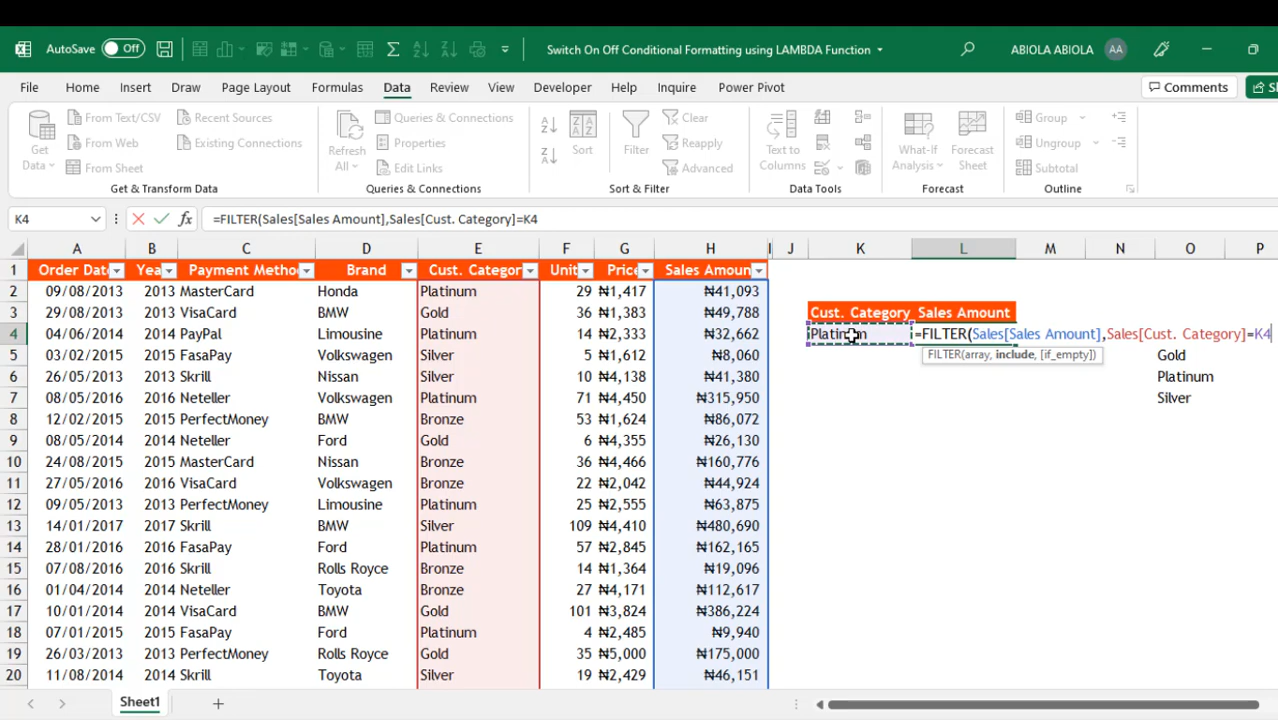 AutoSave Off Switch On Off Conditional Formatting using LAMBDA Function ABIOLA ABIOLA AA
File Home Insert Draw Page Layout Formulas Data Review View Developer Help Inquire Power Pivot Comments
Get Data From Text/CSV Recent Sources Refresh All Queries & Connections Sort Filter Clear Text to Columns What-If Analysis Forecast Sheet Group
From Web Existing Connections Properties Reapply Ungroup
From Sheet Edit Links Advanced Subtotal
Get & Transform Data Queries & Connections Sort & Filter Data Tools Forecast Outline
K4 fx =FILTER(Sales[Sales Amount],Sales[Cust. Category]=K4
A B C D E F G H I J K L M N O P
1 Order Dat Yea Payment Metho Brand Cust. Categor Unit Price Sales Amoun
2 09/08/2013 2013 MasterCard Honda Platinum 29 ₦1,417 ₦41,093
3 29/08/2013 2013 VisaCard BMW Gold 36 ₦1,383 ₦49,788 Cust. Category Sales Amount
4 04/06/2014 2014 PayPal Limousine Platinum 14 ₦2,333 ₦32,662 Platinum =FILTER(Sales[Sales Amount],Sales[Cust. Category]=K4
5 03/02/2015 2015 FasaPay Volkswagen Silver 5 ₦1,612 ₦8,060 FILTER(array, include, [if_empty]) Gold
6 26/06/2013 2013 Skrill Nissan Silver 10 ₦4,138 ₦41,380 Platinum
7 08/05/2016 2016 Neteller Volkswagen Platinum 71 ₦4,450 ₦315,950 Silver
8 12/02/2015 2015 PerfectMoney BMW Bronze 53 ₦1,624 ₦86,072
9 08/05/2014 2014 Neteller Ford Gold 6 ₦4,355 ₦26,130
10 24/08/2015 2015 MasterCard Nissan Bronze 36 ₦4,466 ₦160,776
11 27/05/2016 2016 VisaCard Volkswagen Bronze 22 ₦2,042 ₦44,924
12 09/05/2013 2013 PerfectMoney Limousine Platinum 25 ₦2,555 ₦63,875
13 14/01/2017 2017 Skrill BMW Silver 109 ₦4,410 ₦480,690
14 28/01/2016 2016 FasaPay Ford Platinum 57 ₦2,845 ₦162,165
15 07/08/2016 2016 Skrill Rolls Royce Bronze 14 ₦1,364 ₦19,096
16 01/04/2014 2014 Neteller Toyota Bronze 27 ₦4,171 ₦112,617
17 10/01/2014 2014 VisaCard BMW Gold 101 ₦3,824 ₦386,224
18 07/01/2015 2015 FasaPay Ford Platinum 4 ₦2,485 ₦9,940
19 26/03/2013 2013 PerfectMoney Rolls Royce Gold 35 ₦5,000 ₦175,000
20 11/08/2014 2014 Skrill Toyota Silver 19 ₦2,429 ₦46,151
Sheet1